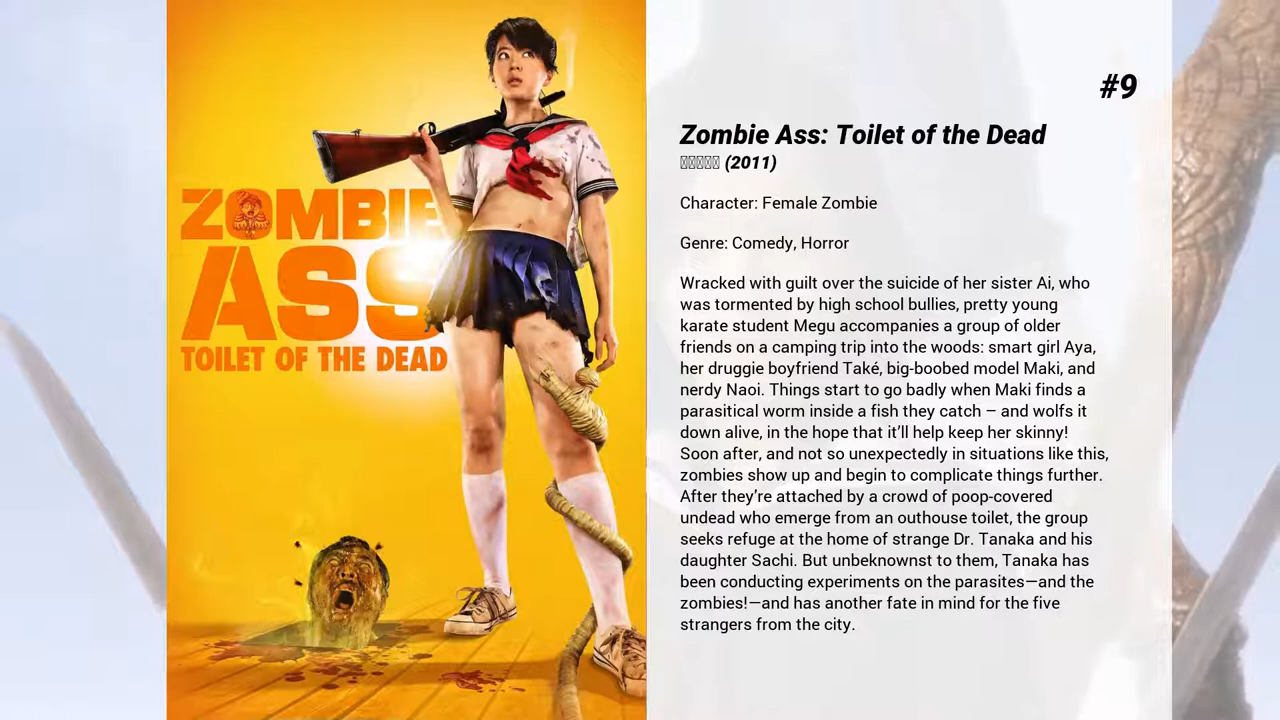 ZOMBIE
ASS
TOILET OF THE DEAD
#9
Zombie Ass: Toilet of the Dead
(2011)
Character: Female Zombie
Genre: Comedy, Horror
Wracked with guilt over the suicide of her sister Ai, who
was tormented by high school bullies, pretty young
karate student Megu accompanies a group of older
friends on a camping trip into the woods: smart girl Aya,
her druggie boyfriend Také, big-boobed model Maki, and
nerdy Naoi. Things start to go badly when Maki finds a
parasitical worm inside a fish they catch – and wolfs it
down alive, in the hope that it’ll help keep her skinny!
Soon after, and not so unexpectedly in situations like this,
zombies show up and begin to complicate things further.
After they’re attached by a crowd of poop-covered
undead who emerge from an outhouse toilet, the group
seeks refuge at the home of strange Dr. Tanaka and his
daughter Sachi. But unbeknownst to them, Tanaka has
been conducting experiments on the parasites—and the
zombies!—and has another fate in mind for the five
strangers from the city.